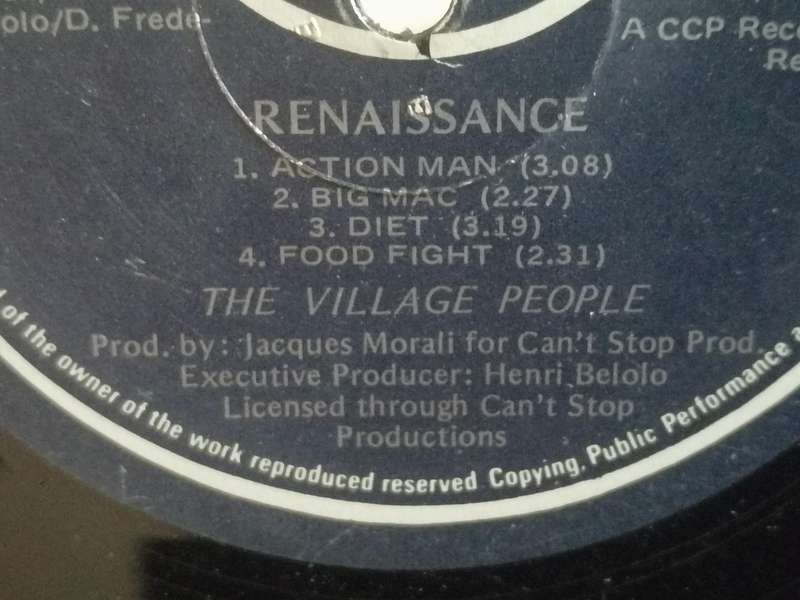 olo/D. Frede-
A CCP Reco
Re
RENAISSANCE
1. ACTION MAN (3.08)
2. BIG MAC (2.27)
3. DIET (3.19)
4. FOOD FIGHT (2.31)
THE VILLAGE PEOPLE
Prod. by: Jacques Morali for Can't Stop Prod.
Executive Producer: Henri Belolo
Licensed through Can't Stop
Productions
of the owner of the work reproduced reserved Copying, Public Performance a